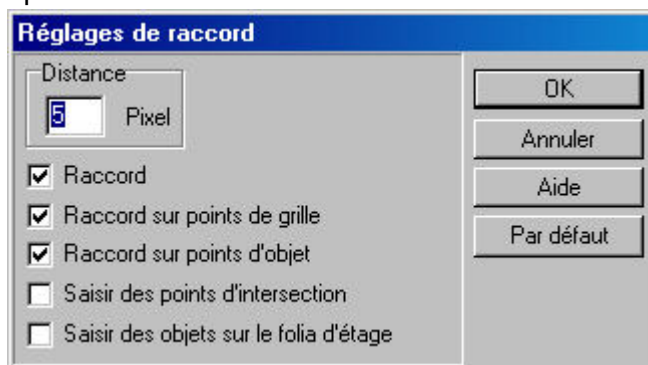 Réglages de raccord
Distance
5 Pixel
Raccord
Raccord sur points de grille
Raccord sur points d'objet
Saisir des points d'intersection
Saisir des objets sur le folia d'étage
OK
Annuler
Aide
Par défaut